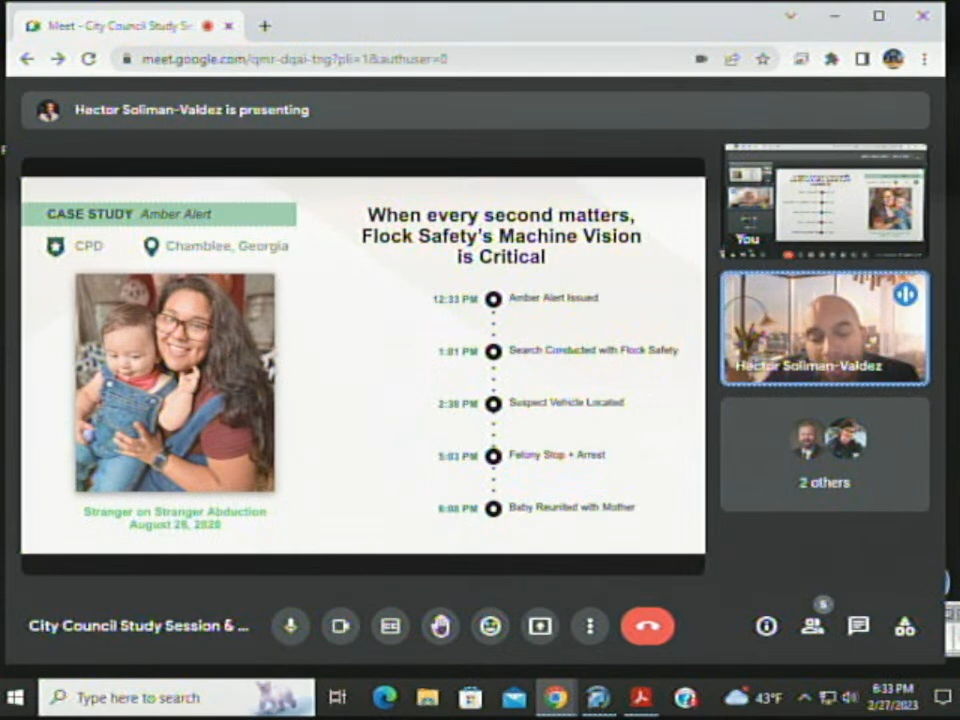 Meet - City Council Study Se
meet.google.com/qmr-dqai-tng?pli=1&authuser=0
Hector Soliman-Valdez is presenting
CASE STUDY Amber Alert
CPD
Chamblee, Georgia
Stranger on Stranger Abduction
August 28, 2020
When every second matters,
Flock Safety's Machine Vision
is Critical
12:33 PM Amber Alert Issued
1:01 PM Search Conducted with Flock Safety
2:30 PM Suspect Vehicle Located
5:03 PM Felony Stop + Arrest
6:08 PM Baby Reunited with Mother
You
Hector Soliman-Valdez
2 others
City Council Study Session & ...
5
Type here to search
43°F
6:33 PM
2/27/2023